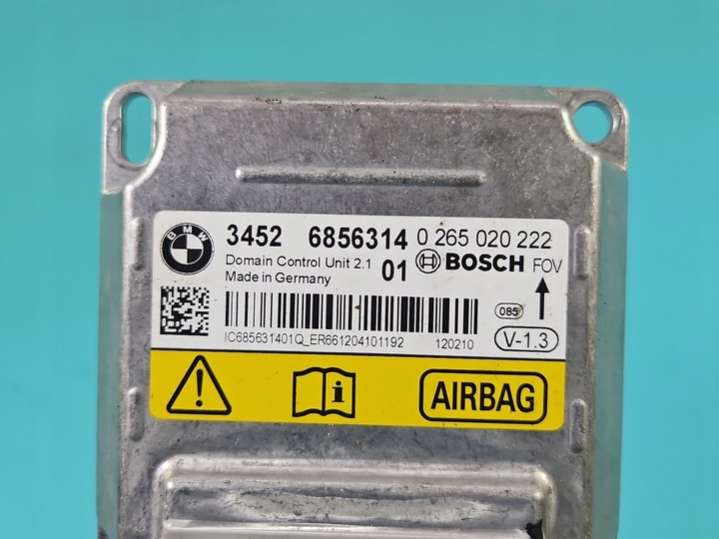 BMW
3452 6856314 0 265 020 222
Domain Control Unit 2.1 01 BOSCH FOV
Made in Germany
085
IC685631401Q_ER661204101192 120210 V-1.3
i AIRBAG